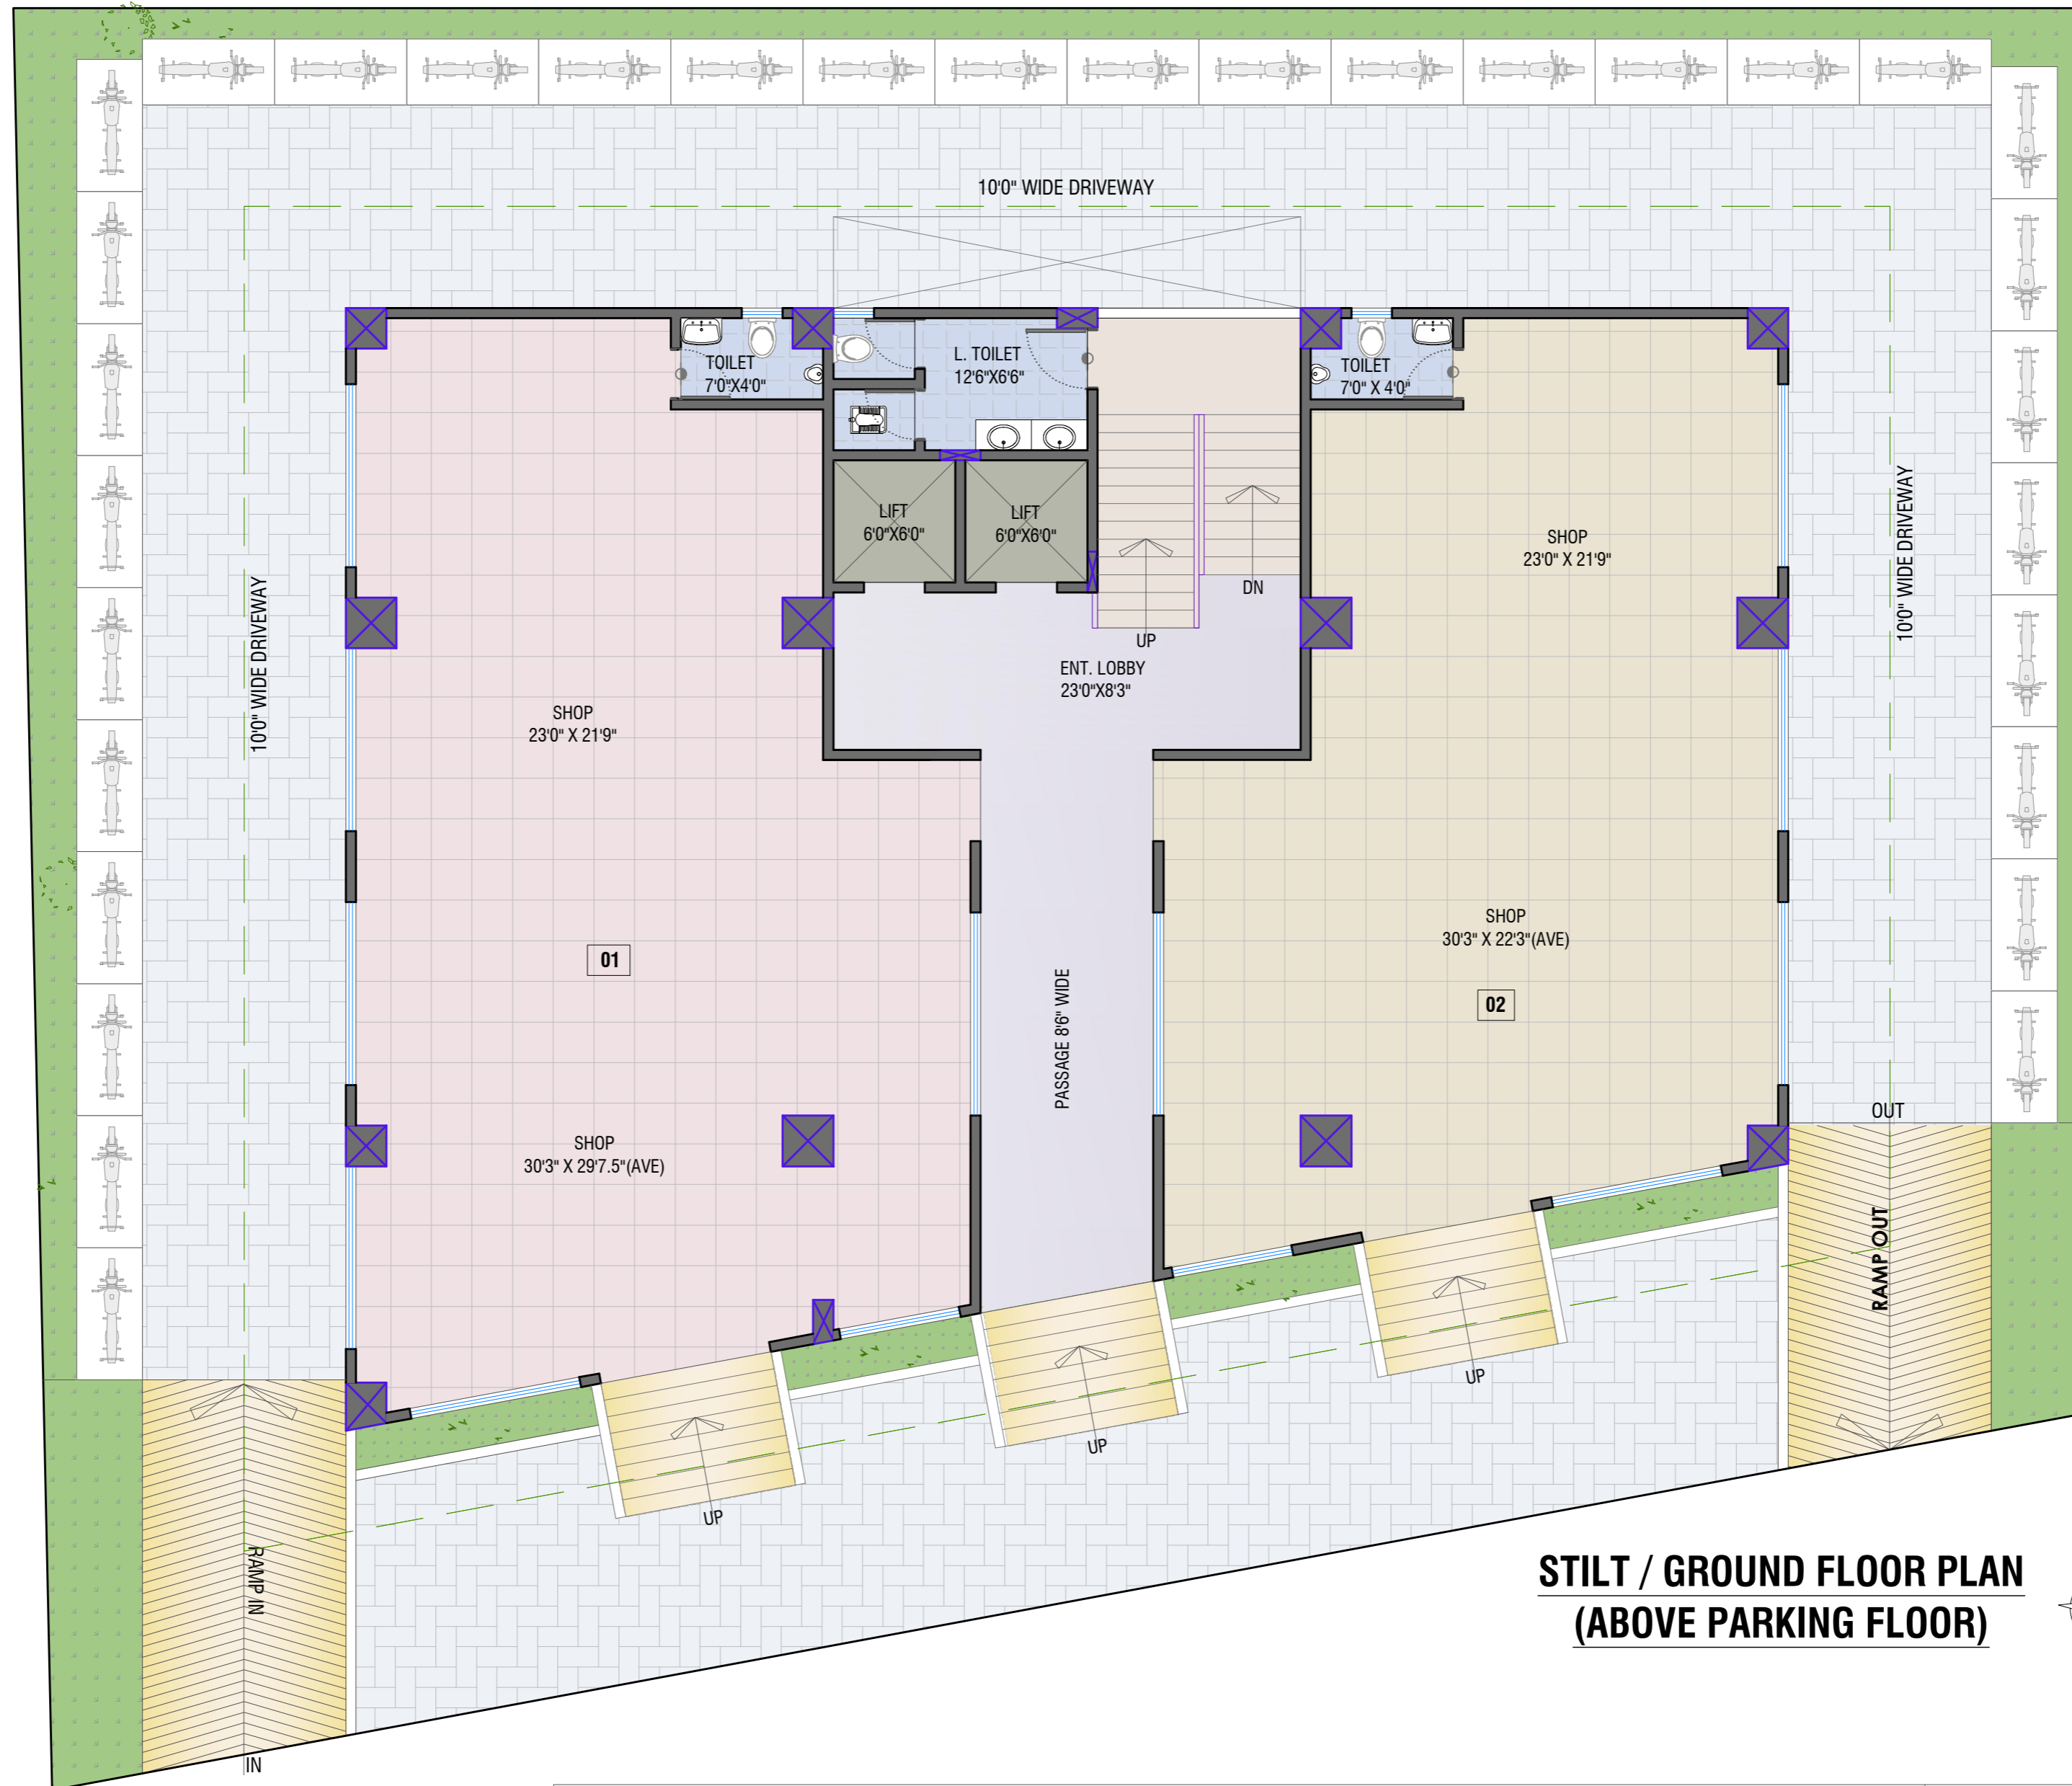 10'0" WIDE DRIVEWAY
TOILET
7'0"X4'0"
L. TOILET
12'6"X6'6"
TOILET
7'0" X 4'0"
LIFT
6'0"X6'0"
LIFT
6'0"X6'0"
SHOP
23'0" X 21'9"
10'0" WIDE DRIVEWAY
DN
UP
ENT. LOBBY
23'0"X8'3"
10'0" WIDE DRIVEWAY
SHOP
23'0" X 21'9"
SHOP
30'3" X 22'3"(AVE)
01
02
PASSAGE 8'6" WIDE
OUT
SHOP
30'3" X 29'7.5"(AVE)
RAMP OUT
UP
UP
UP
RAMP IN
STILT / GROUND FLOOR PLAN
(ABOVE PARKING FLOOR)
IN